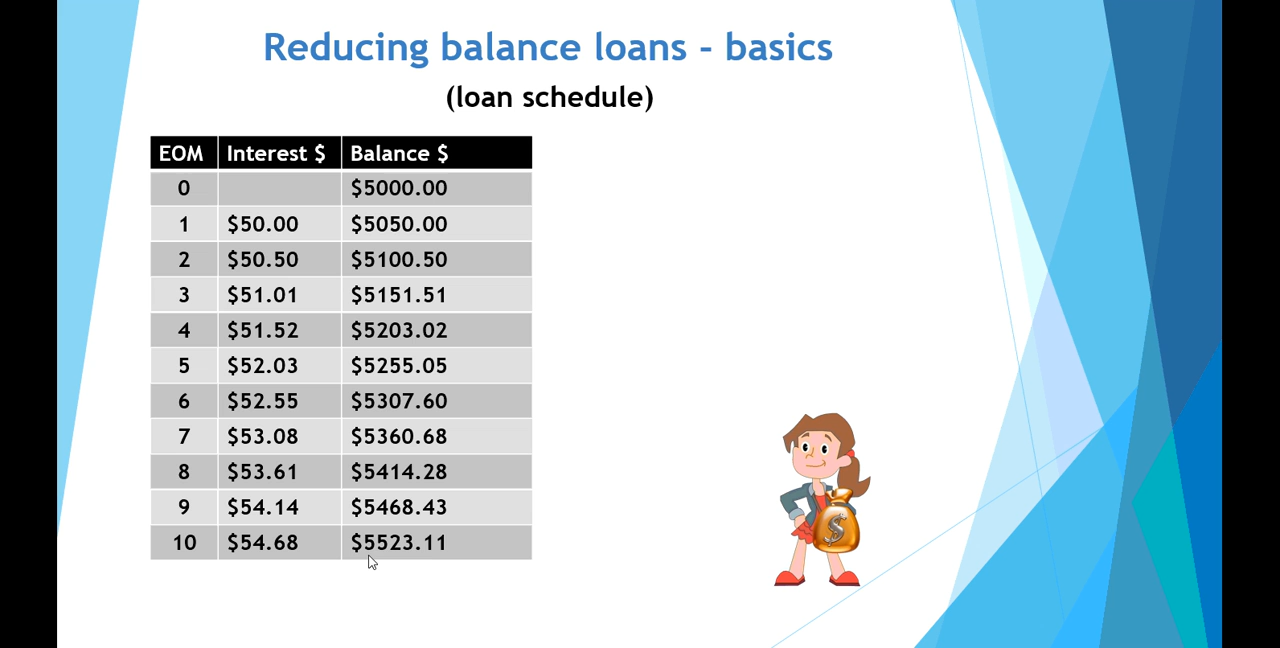 Reducing balance loans - basics
(loan schedule)
EOM Interest $ Balance $
0 $5000.00
1 $50.00 $5050.00
2 $50.50 $5100.50
3 $51.01 $5151.51
4 $51.52 $5203.02
5 $52.03 $5255.05
6 $52.55 $5307.60
7 $53.08 $5360.68
8 $53.61 $5414.28
9 $54.14 $5468.43
10 $54.68 $5523.11
$